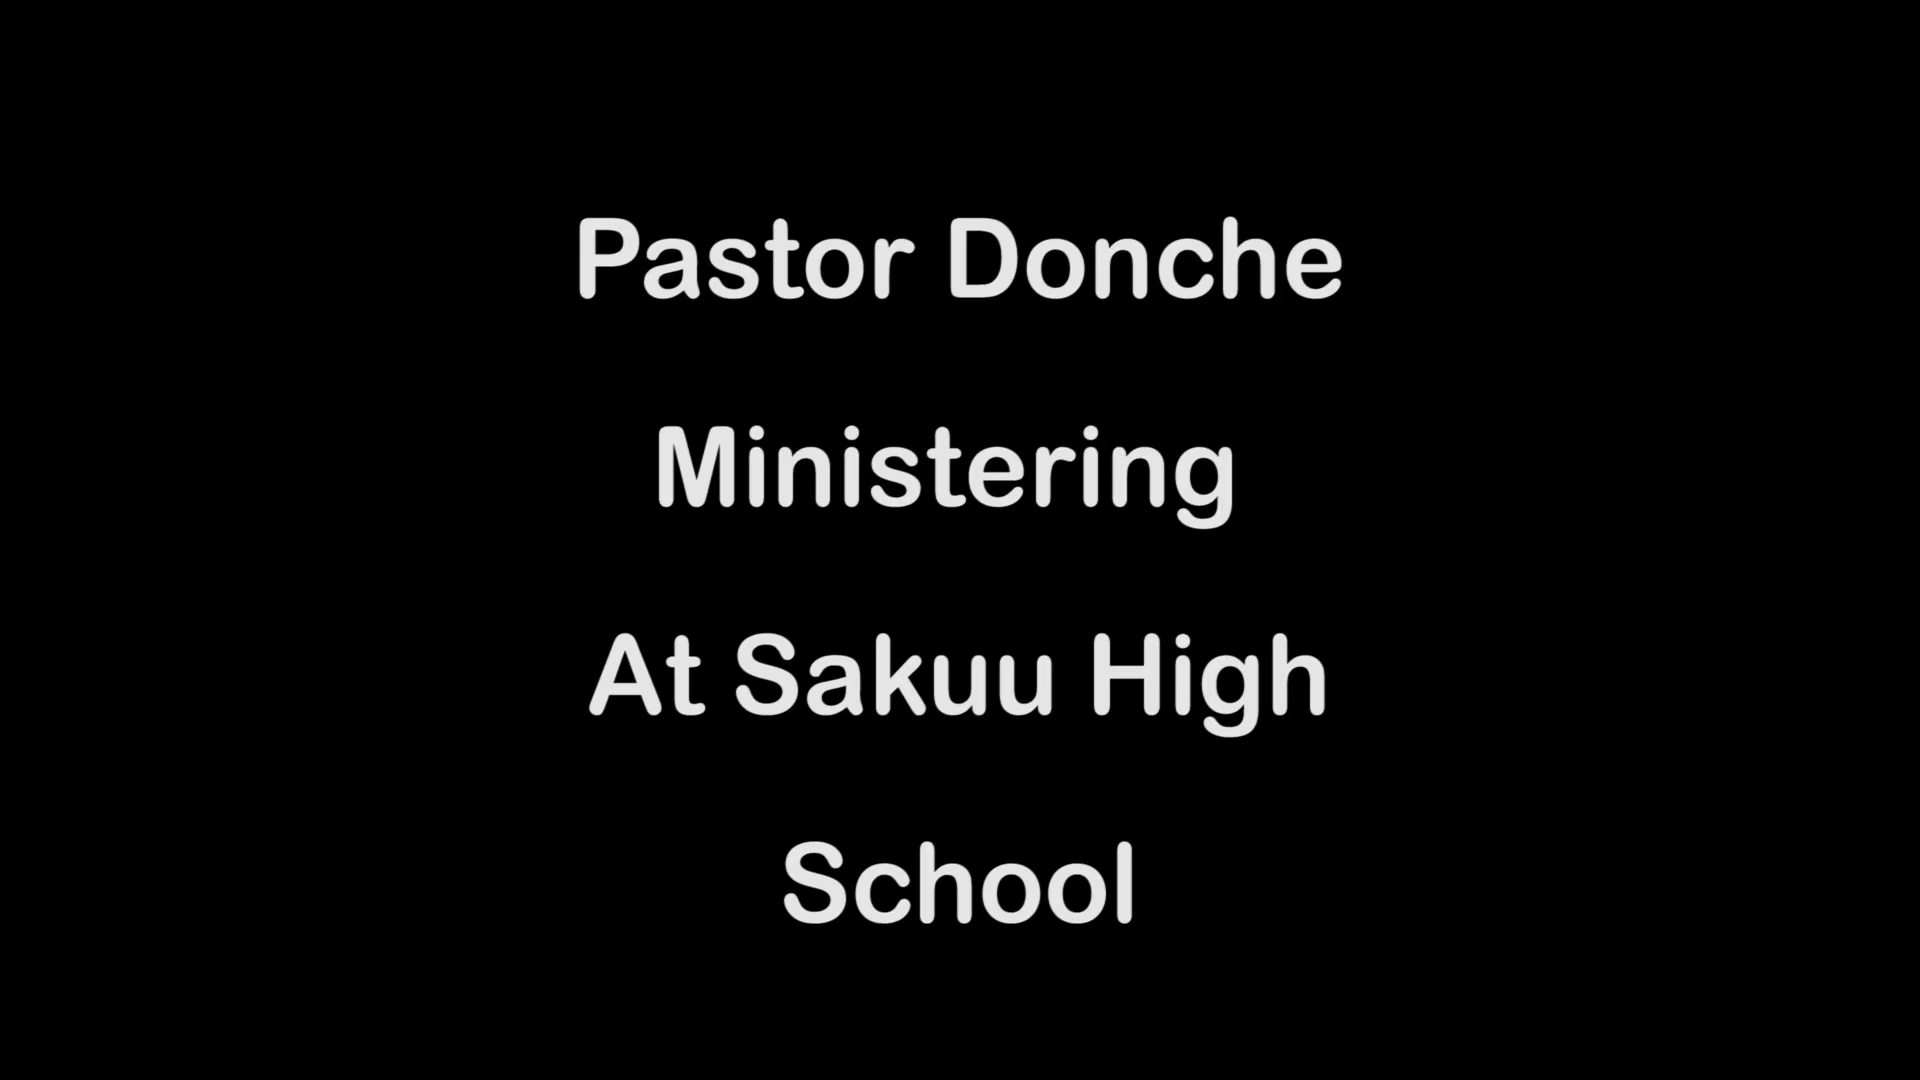 Pastor Donche
Ministering
At Sakuu High
School